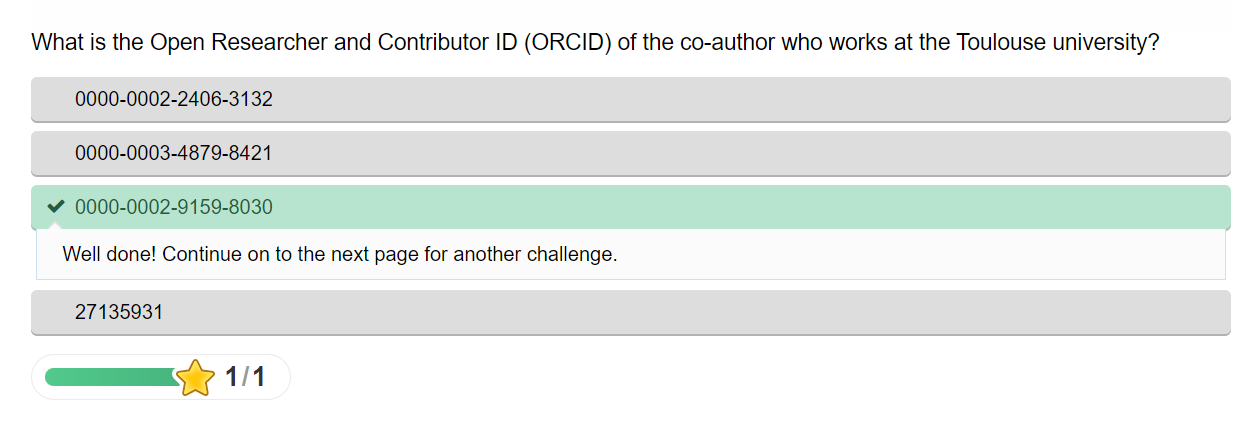 What is the Open Researcher and Contributor ID (ORCID) of the co-author who works at the Toulouse university?
0000-0002-2406-3132
0000-0003-4879-8421
0000-0002-9159-8030
Well done! Continue on to the next page for another challenge.
27135931
1/1